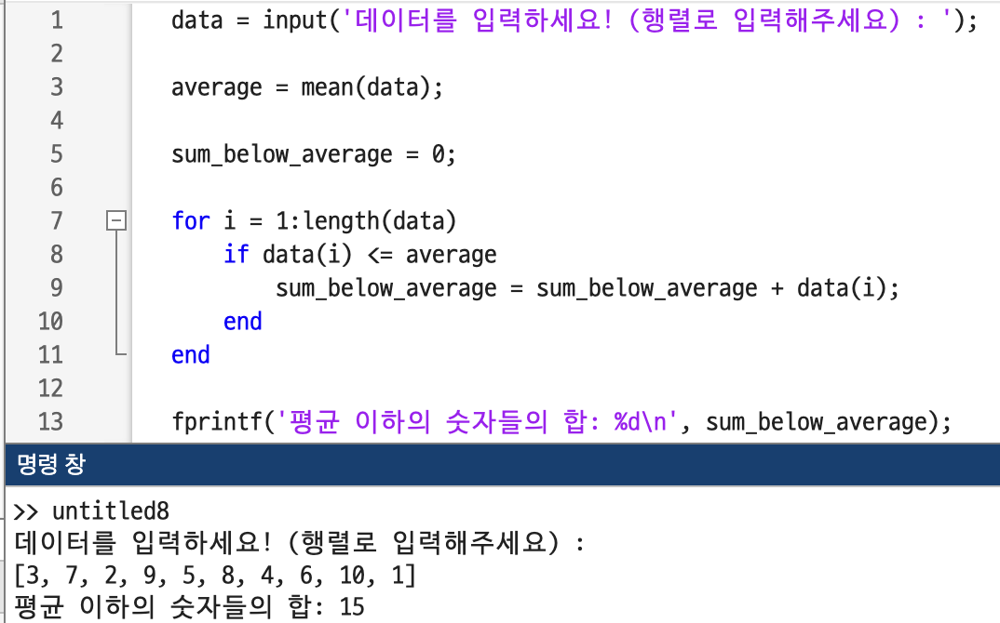 1 data = input('데이터를 입력하세요! (행렬로 입력해주세요) : ');
2
3 average = mean(data);
4
5 sum_below_average = 0;
6
7 for i = 1:length(data)
8 if data(i) <= average
9 sum_below_average = sum_below_average + data(i);
10 end
11 end
12
13 fprintf('평균 이하의 숫자들의 합: %d\n', sum_below_average);
명령 창
>> untitled8
데이터를 입력하세요! (행렬로 입력해주세요) :
[3, 7, 2, 9, 5, 8, 4, 6, 10, 1]
평균 이하의 숫자들의 합: 15